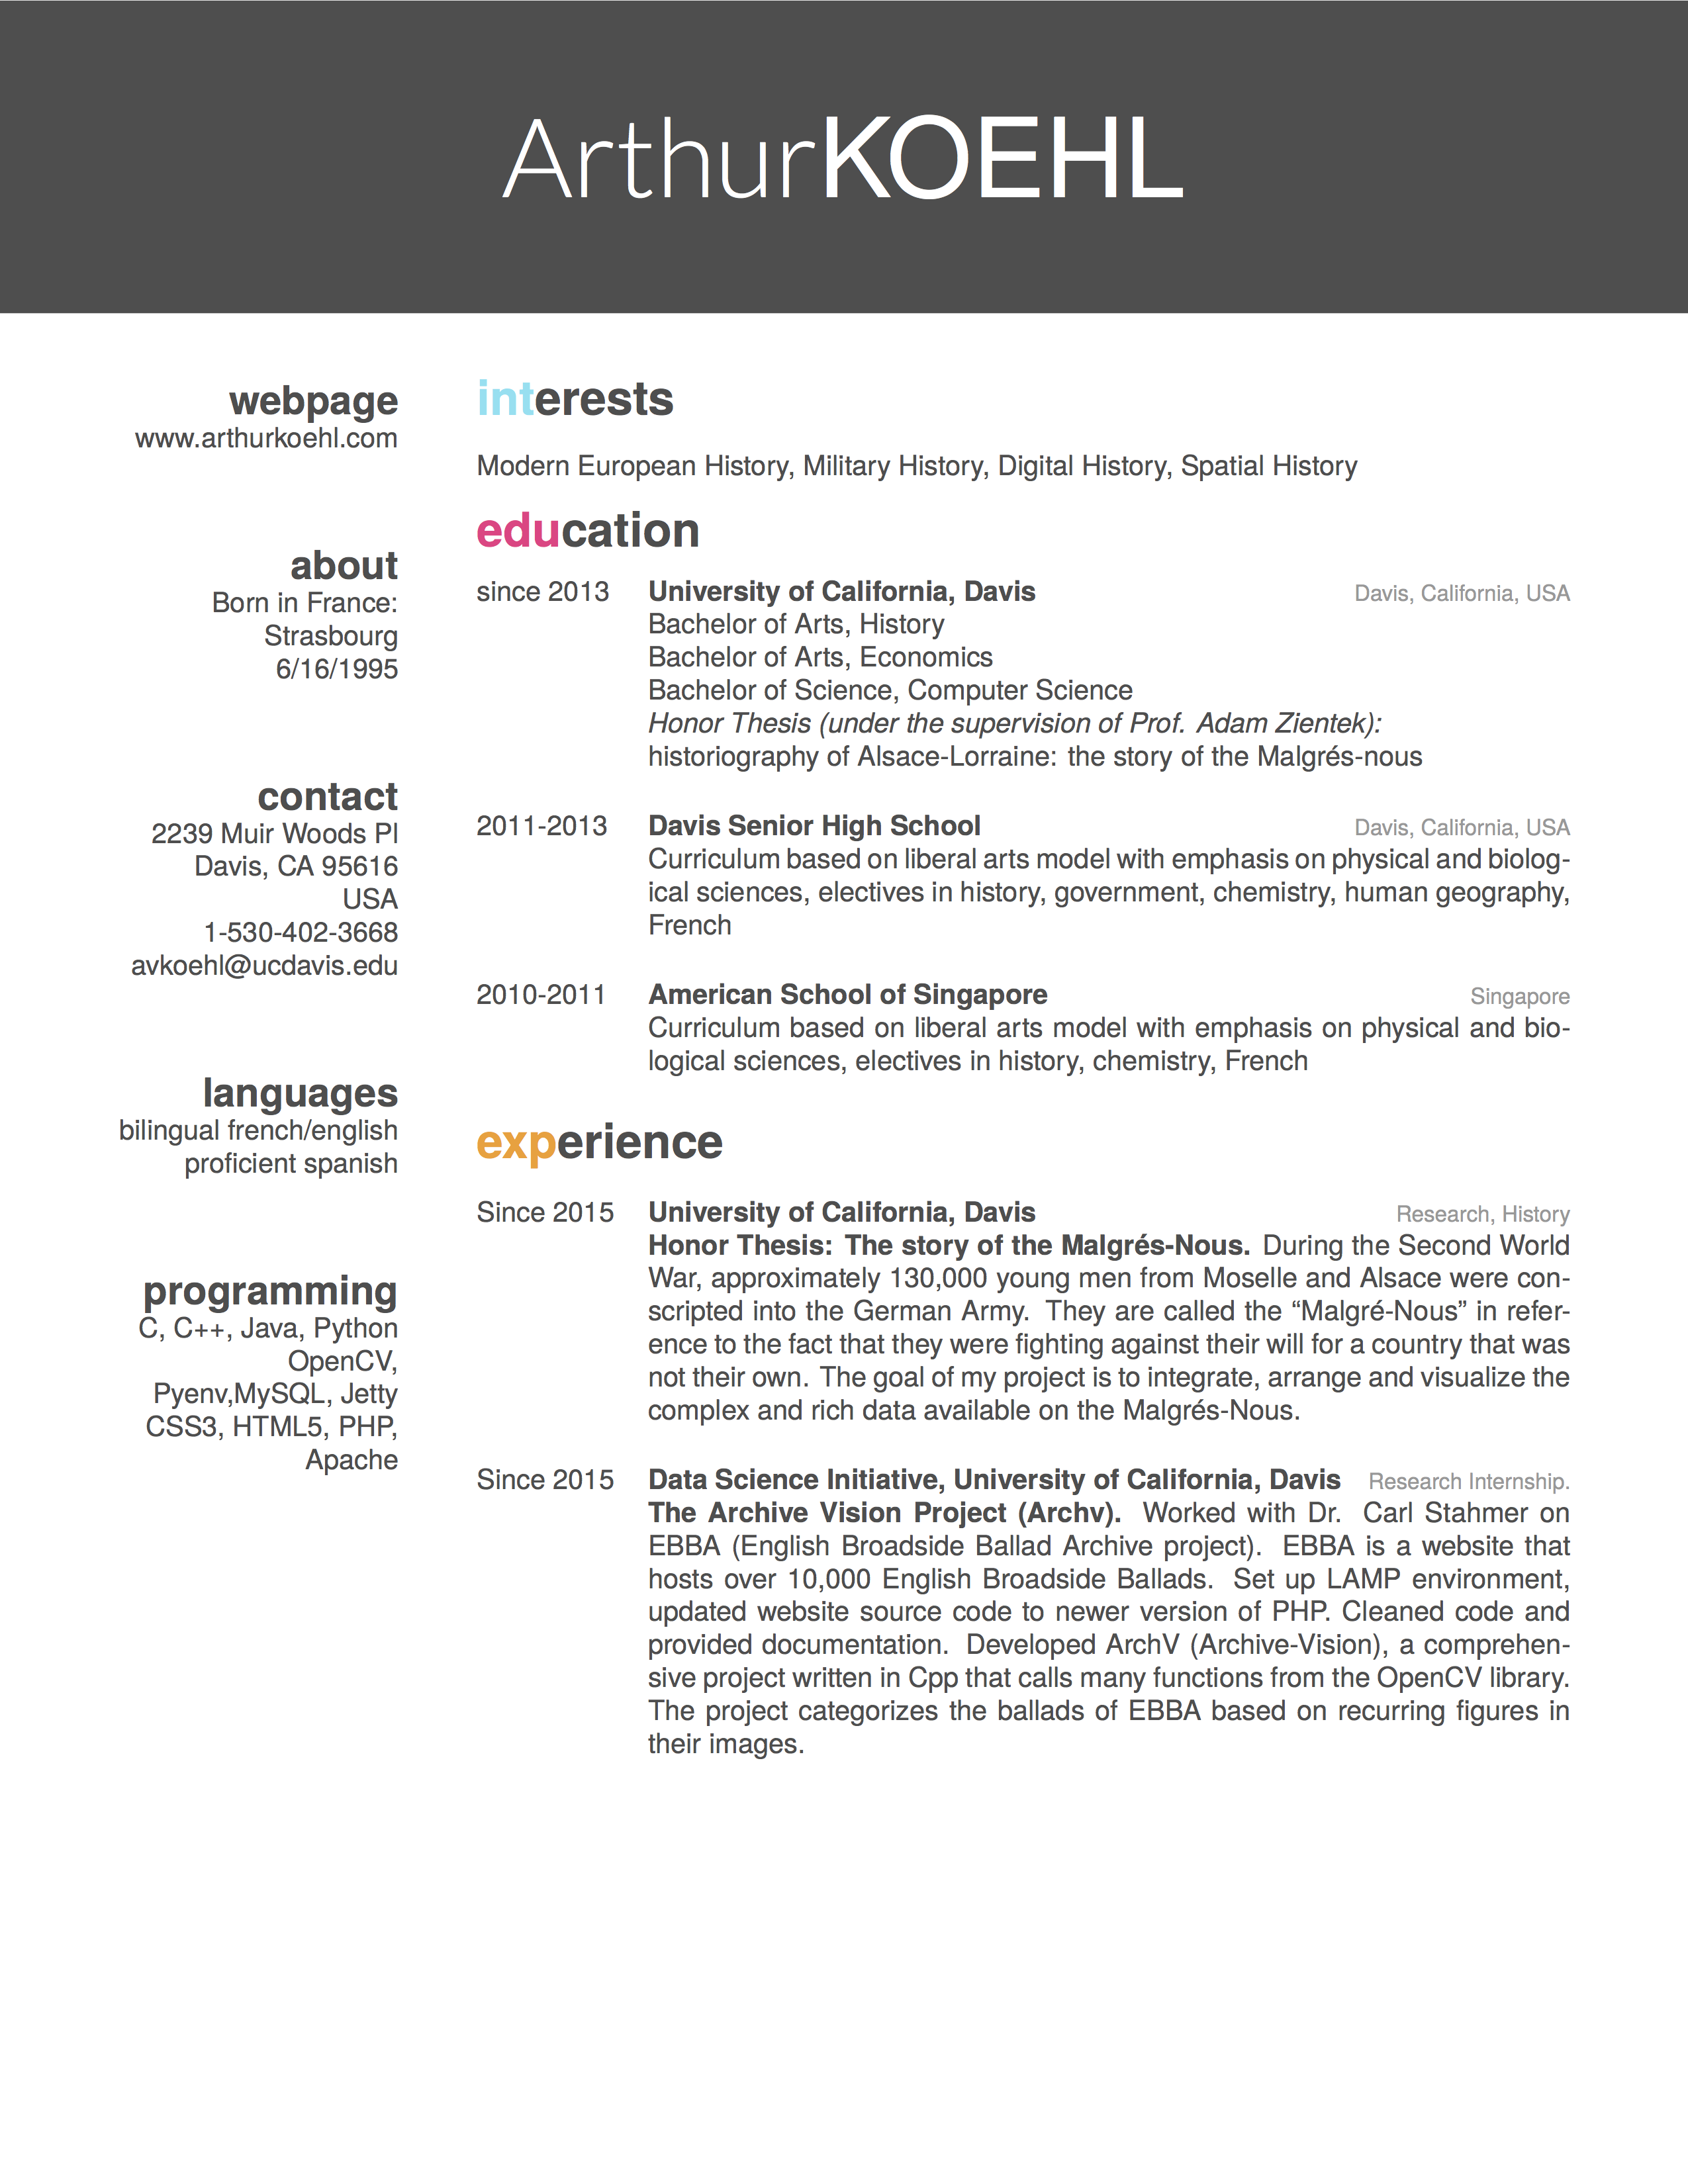 ArthurKOEHL
webpage
www.arthurkoehl.com
about
Born in France:
Strasbourg
6/16/1995
contact
2239 Muir Woods Pl
Davis, CA 95616
USA
1-530-402-3668
avkoehl@ucdavis.edu
languages
bilingual french/english
proficient spanish
programming
C, C++, Java, Python
OpenCV,
Pyenv,MySQL, Jetty
CSS3, HTML5, PHP,
Apache
interests
Modern European History, Military History, Digital History, Spatial History
education
since 2013 University of California, Davis Davis, California, USA
Bachelor of Arts, History
Bachelor of Arts, Economics
Bachelor of Science, Computer Science
Honor Thesis (under the supervision of Prof. Adam Zientek):
historiography of Alsace-Lorraine: the story of the Malgrés-nous
2011-2013 Davis Senior High School Davis, California, USA
Curriculum based on liberal arts model with emphasis on physical and biolog-
ical sciences, electives in history, government, chemistry, human geography,
French
2010-2011 American School of Singapore Singapore
Curriculum based on liberal arts model with emphasis on physical and bio-
logical sciences, electives in history, chemistry, French
experience
Since 2015 University of California, Davis Research, History
Honor Thesis: The story of the Malgrés-Nous. During the Second World
War, approximately 130,000 young men from Moselle and Alsace were con-
scripted into the German Army. They are called the “Malgré-Nous” in refer-
ence to the fact that they were fighting against their will for a country that was
not their own. The goal of my project is to integrate, arrange and visualize the
complex and rich data available on the Malgrés-Nous.
Since 2015 Data Science Initiative, University of California, Davis Research Internship.
The Archive Vision Project (Archv). Worked with Dr. Carl Stahmer on
EBBA (English Broadside Ballad Archive project). EBBA is a website that
hosts over 10,000 English Broadside Ballads. Set up LAMP environment,
updated website source code to newer version of PHP. Cleaned code and
provided documentation. Developed ArchV (Archive-Vision), a comprehen-
sive project written in Cpp that calls many functions from the OpenCV library.
The project categorizes the ballads of EBBA based on recurring figures in
their images.